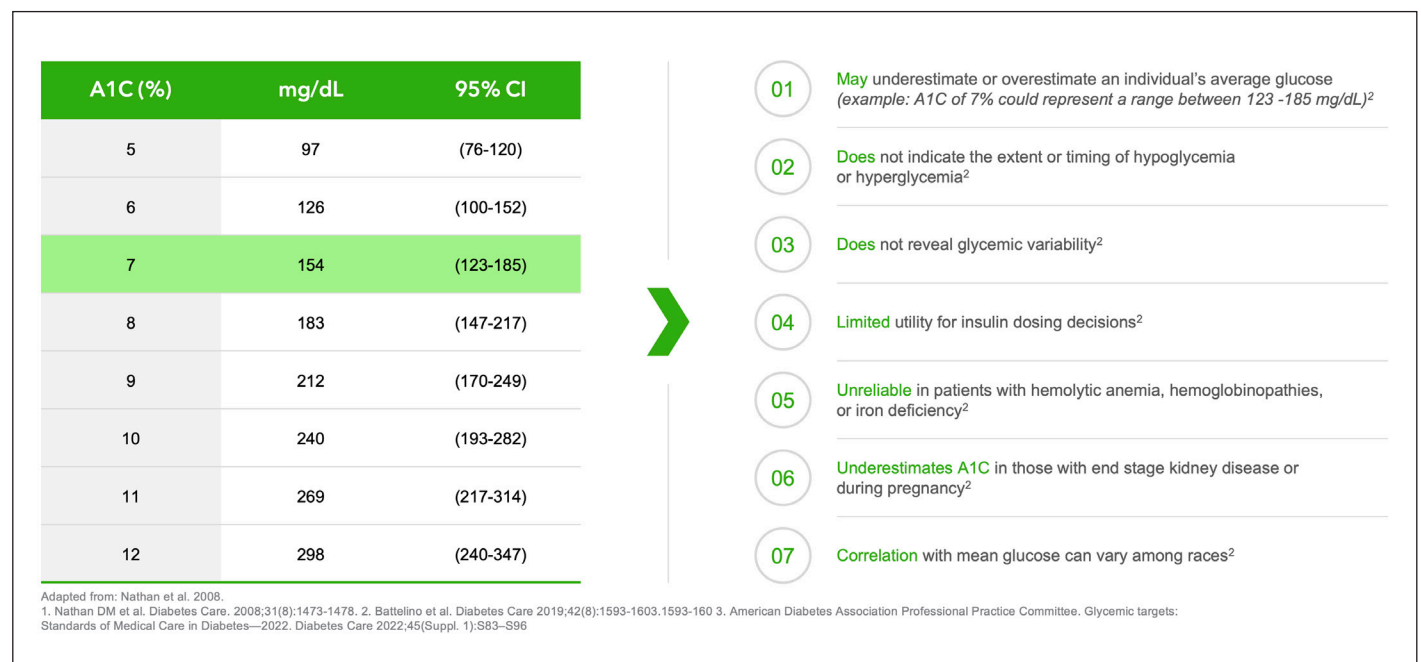 A1C (%) mg/dL 95% CI
5 97 (76-120)
6 126 (100-152)
7 154 (123-185)
8 183 (147-217)
9 212 (170-249)
10 240 (193-282)
11 269 (217-314)
12 298 (240-347)
01 May underestimate or overestimate an individual’s average glucose
(example: A1C of 7% could represent a range between 123 -185 mg/dL)²
02 Does not indicate the extent or timing of hypoglycemia
or hyperglycemia²
03 Does not reveal glycemic variability²
04 Limited utility for insulin dosing decisions²
05 Unreliable in patients with hemolytic anemia, hemoglobinopathies,
or iron deficiency²
06 Underestimates A1C in those with end stage kidney disease or
during pregnancy²
07 Correlation with mean glucose can vary among races²
Adapted from: Nathan et al. 2008.
1. Nathan DM et al. Diabetes Care. 2008;31(8):1473-1478. 2. Battelino et al. Diabetes Care 2019;42(8):1593-1603.1593-160 3. American Diabetes Association Professional Practice Committee. Glycemic targets:
Standards of Medical Care in Diabetes—2022. Diabetes Care 2022;45(Suppl. 1):S83–S96